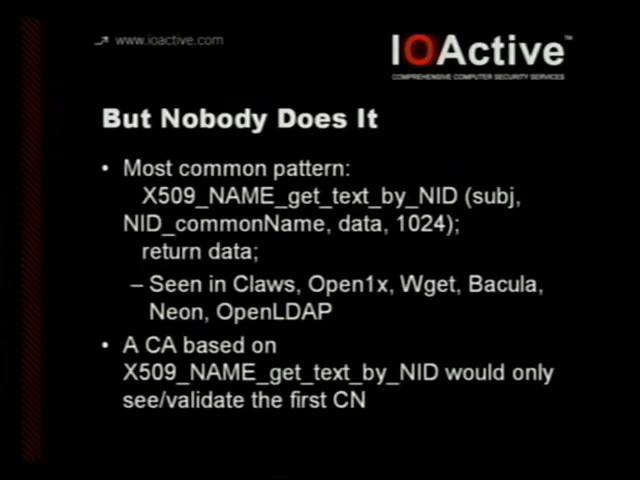 www.ioactive.com
IOActive™
COMPREHENSIVE COMPUTER SECURITY SERVICES
But Nobody Does It
• Most common pattern:
X509_NAME_get_text_by_NID (subj,
NID_commonName, data, 1024);
return data;
– Seen in Claws, Open1x, Wget, Bacula,
Neon, OpenLDAP
• A CA based on
X509_NAME_get_text_by_NID would only
see/validate the first CN